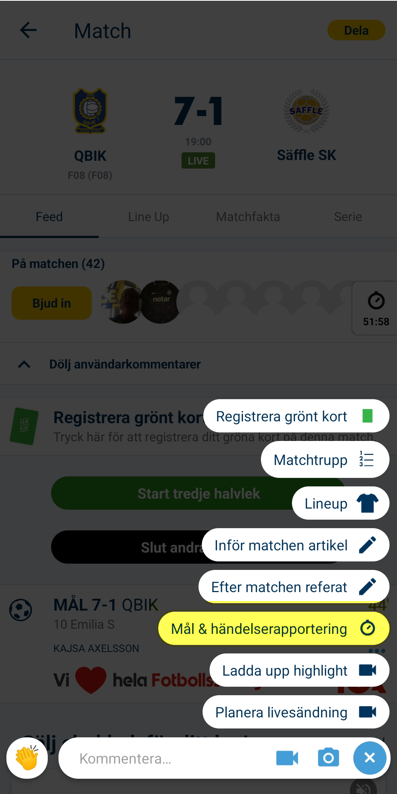 Match
Dela
7-1
19:00
LIVE
QBIK
F08 (F08)
SÄFFLE
Säffle SK
Feed
Line Up
Matchfakta
Serie
På matchen (42)
Bjud in
notar
51:58
Dölj användarkommentarer
Registrera grönt
Tryck här för att registrera ditt gröna kort på denna match.
Registrera grönt kort
Matchtrupp
Start tredje halvlek
Lineup
Slut
Inför matchen artikel
Efter matchen referat
MÅL 7-1 QBIK
44'
10 Emilia S
Mål & händelserapportering
KAJSA AXELSSON
Vi hela
Ladda upp highlight
Planera livesändning
Kommentera...